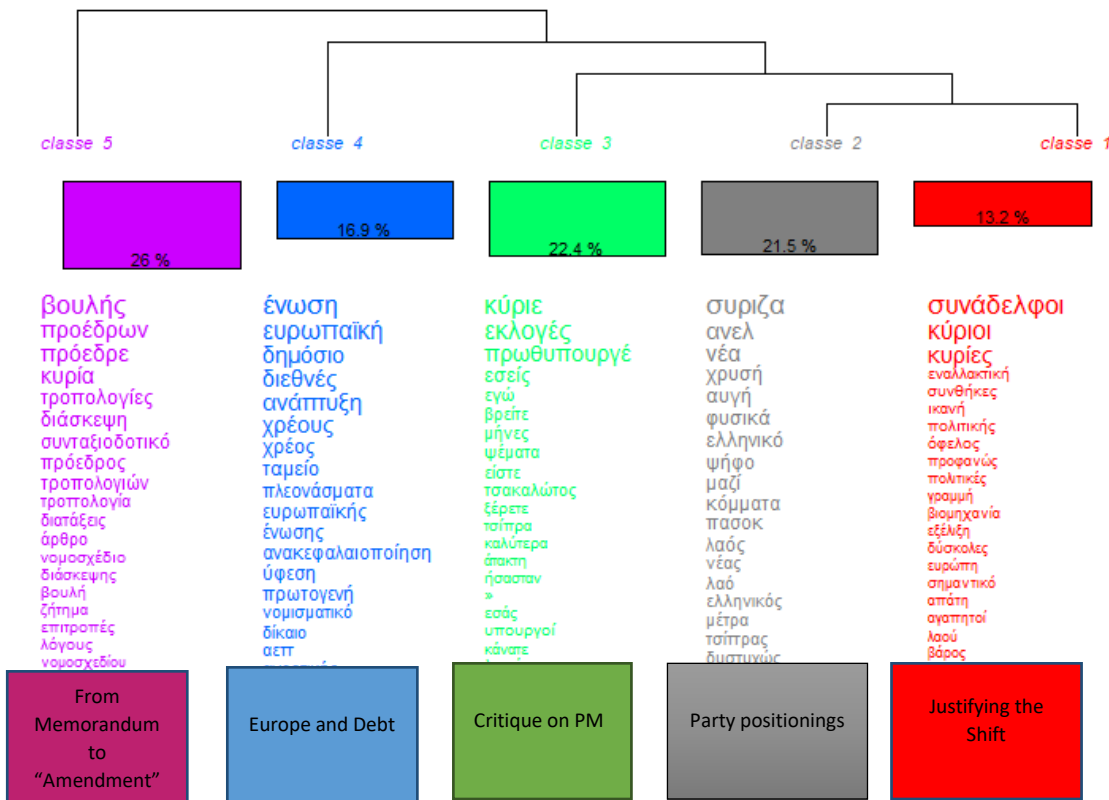 classe 5
classe 4
classe 3
classe 2
classe 1
26 %
16.9 %
22.4 %
21.5 %
13.2 %
βουλής
προέδρων
πρόεδρε
κυρία
τροπολογίες
διάσκεψη
συνταξιοδοτικό
πρόεδρος
τροπολογιών
τροπολογία
διατάξεις
άρθρο
νομοσχέδιο
διάσκεψης
βουλή
ζήτημα
επιτροπές
λόγους
νομοσχεδίου
ένωση
ευρωπαϊκή
δημόσιο
διεθνές
ανάπτυξη
χρέους
χρέος
ταμείο
πλεονάσματα
ευρωπαϊκής
ένωσης
ανακεφαλαιοποίηση
ύφεση
πρωτογενή
νομισματικό
δίκαιο
αεπ
κύριε
εκλογές
πρωθυπουργέ
εσείς
εγώ
βρείτε
μήνες
ψέματα
είστε
τσακαλώτος
ξέρετε
τσίπρα
καλύτερα
άτακτη
ήσασταν
»
εσάς
υπουργοί
κάνατε
συριζα
ανελ
νέα
χρυσή
αυγή
φυσικά
ελληνικό
ψήφο
μαζί
κόμματα
πασοκ
λαός
νέας
λαό
ελληνικός
μέτρα
τσίπρας
δυστυχώς
συνάδελφοι
κύριοι
κυρίες
εναλλακτική
συνθήκες
ικανή
πολιτικής
όφελος
προφανώς
πολιτικές
γραμμή
βιομηχανία
εξέλιξη
δύσκολες
ευρώπη
σημαντικό
απάτη
αγαπητοί
λαού
βάρος
From
Memorandum
to
“Amendment”
Europe and Debt
Critique on PM
Party positionings
Justifying the
Shift